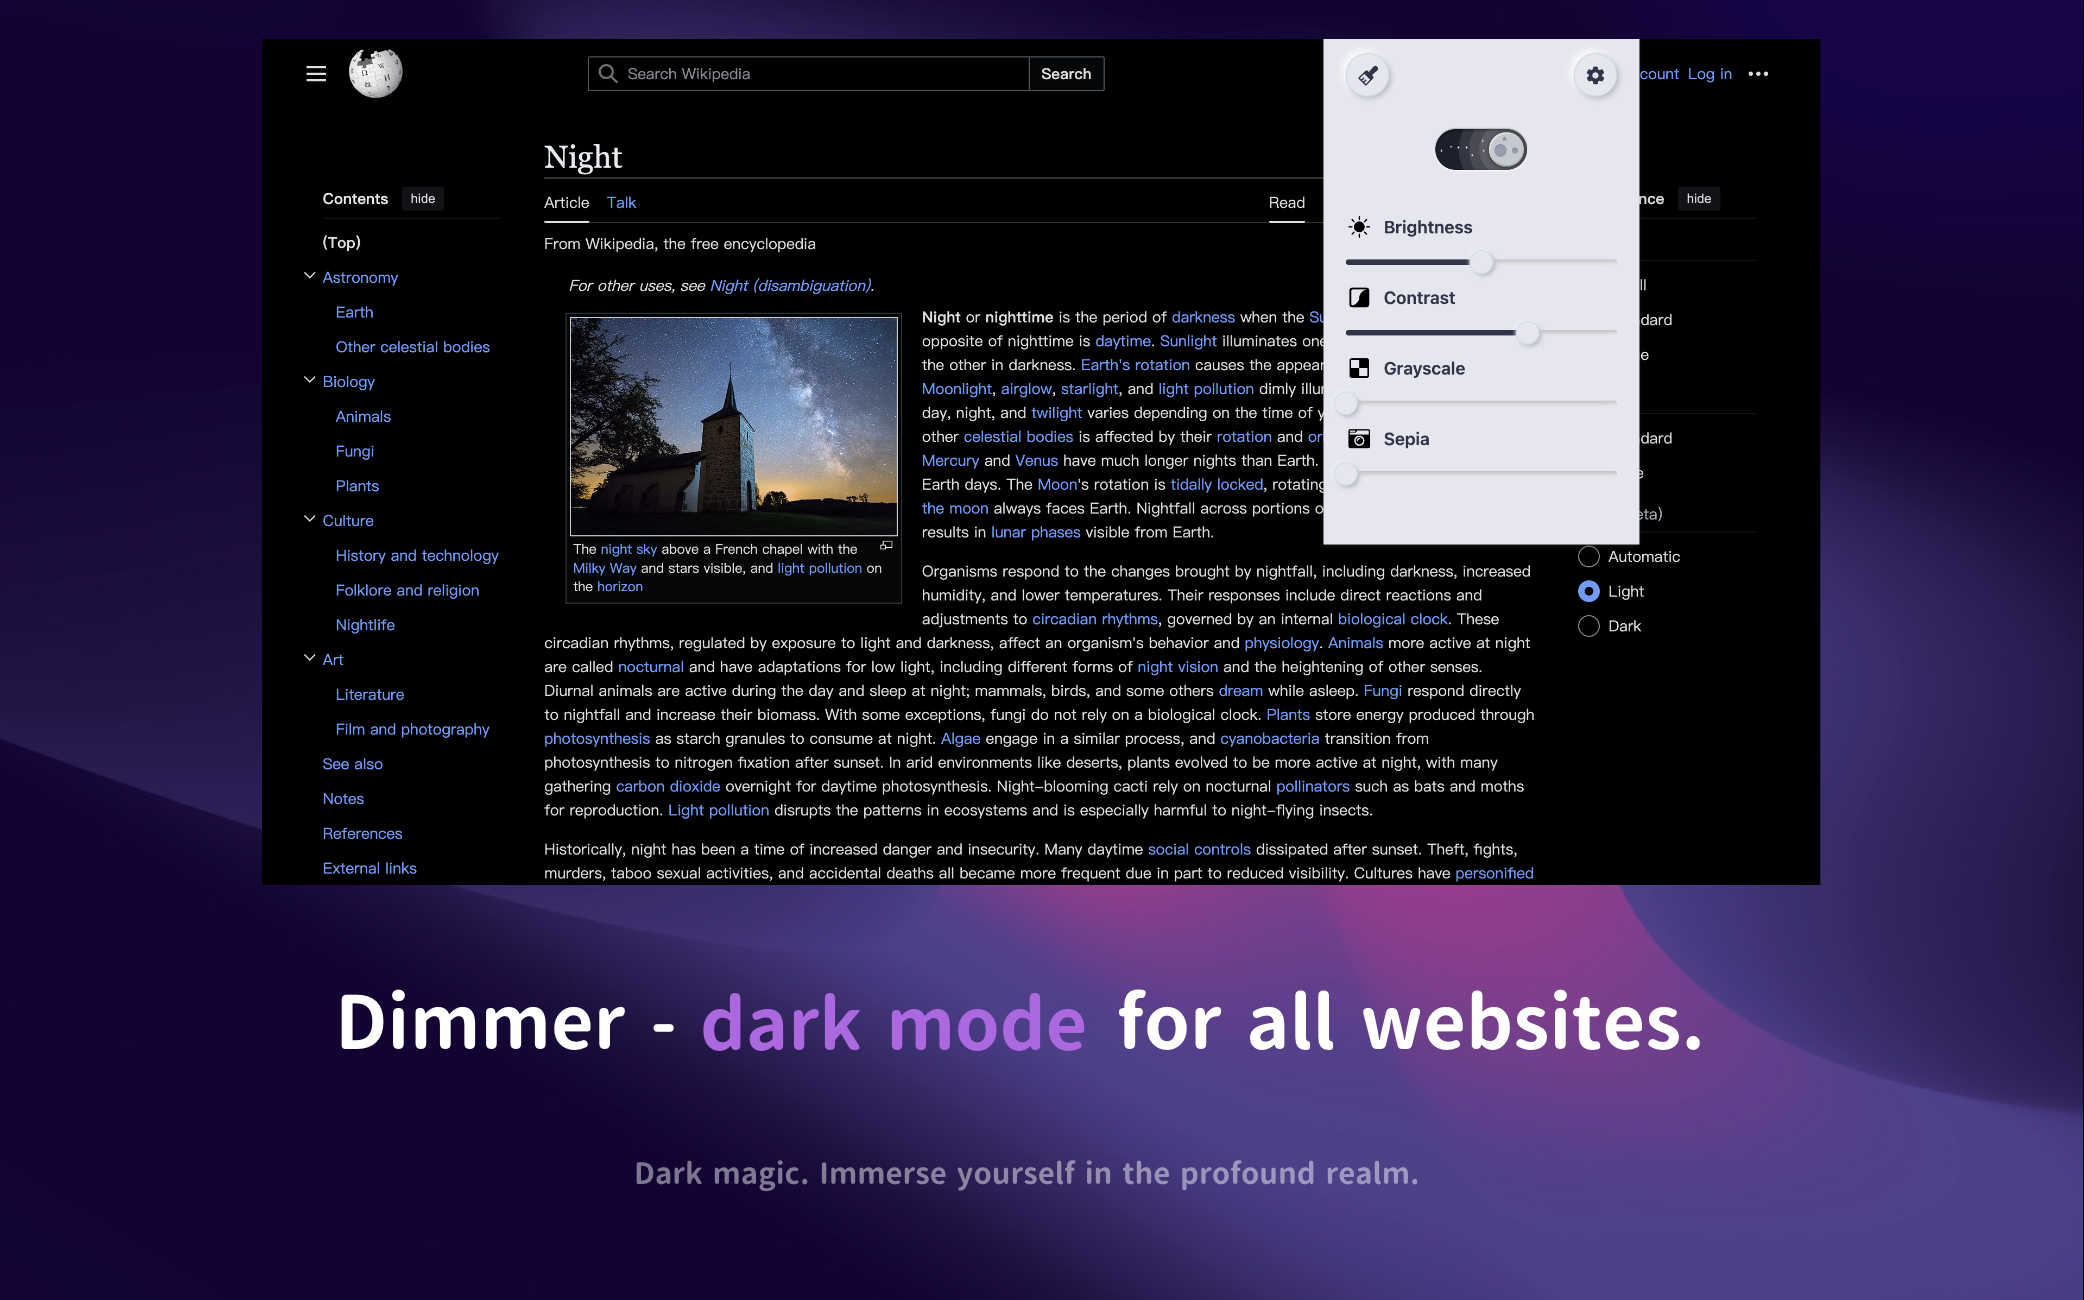 Search Wikipedia
Search
count Log in
Night
Contents hide
Article Talk
Read
nce hide
From Wikipedia, the free encyclopedia
For other uses, see Night (disambiguation).
(Top)
Astronomy
Earth
Other celestial bodies
Biology
Animals
Fungi
Plants
Culture
History and technology
Folklore and religion
Nightlife
Art
Literature
Film and photography
See also
Notes
References
External links
The night sky above a French chapel with the
Milky Way and stars visible, and light pollution on
the horizon
Night or nighttime is the period of darkness when the Su
opposite of nighttime is daytime. Sunlight illuminates one
the other in darkness. Earth's rotation causes the appear
Moonlight, airglow, starlight, and light pollution dimly illu
day, night, and twilight varies depending on the time of y
other celestial bodies is affected by their rotation and or
Mercury and Venus have much longer nights than Earth.
Earth days. The Moon's rotation is tidally locked, rotating
the moon always faces Earth. Nightfall across portions o
results in lunar phases visible from Earth.
Organisms respond to the changes brought by nightfall, including darkness, increased
humidity, and lower temperatures. Their responses include direct reactions and
adjustments to circadian rhythms, governed by an internal biological clock. These
circadian rhythms, regulated by exposure to light and darkness, affect an organism's behavior and physiology. Animals more active at night
are called nocturnal and have adaptations for low light, including different forms of night vision and the heightening of other senses.
Diurnal animals are active during the day and sleep at night; mammals, birds, and some others dream while asleep. Fungi respond directly
to nightfall and increase their biomass. With some exceptions, fungi do not rely on a biological clock. Plants store energy produced through
photosynthesis as starch granules to consume at night. Algae engage in a similar process, and cyanobacteria transition from
photosynthesis to nitrogen fixation after sunset. In arid environments like deserts, plants evolved to be more active at night, with many
gathering carbon dioxide overnight for daytime photosynthesis. Night-blooming cacti rely on nocturnal pollinators such as bats and moths
for reproduction. Light pollution disrupts the patterns in ecosystems and is especially harmful to night-flying insects.
Historically, night has been a time of increased danger and insecurity. Many daytime social controls dissipated after sunset. Theft, fights,
murders, taboo sexual activities, and accidental deaths all became more frequent due in part to reduced visibility. Cultures have personified
Brightness
Contrast
Grayscale
Sepia
ll
dard
e
dard
e
eta)
Automatic
Light
Dark
Dimmer - dark mode for all websites.
Dark magic. Immerse yourself in the profound realm.